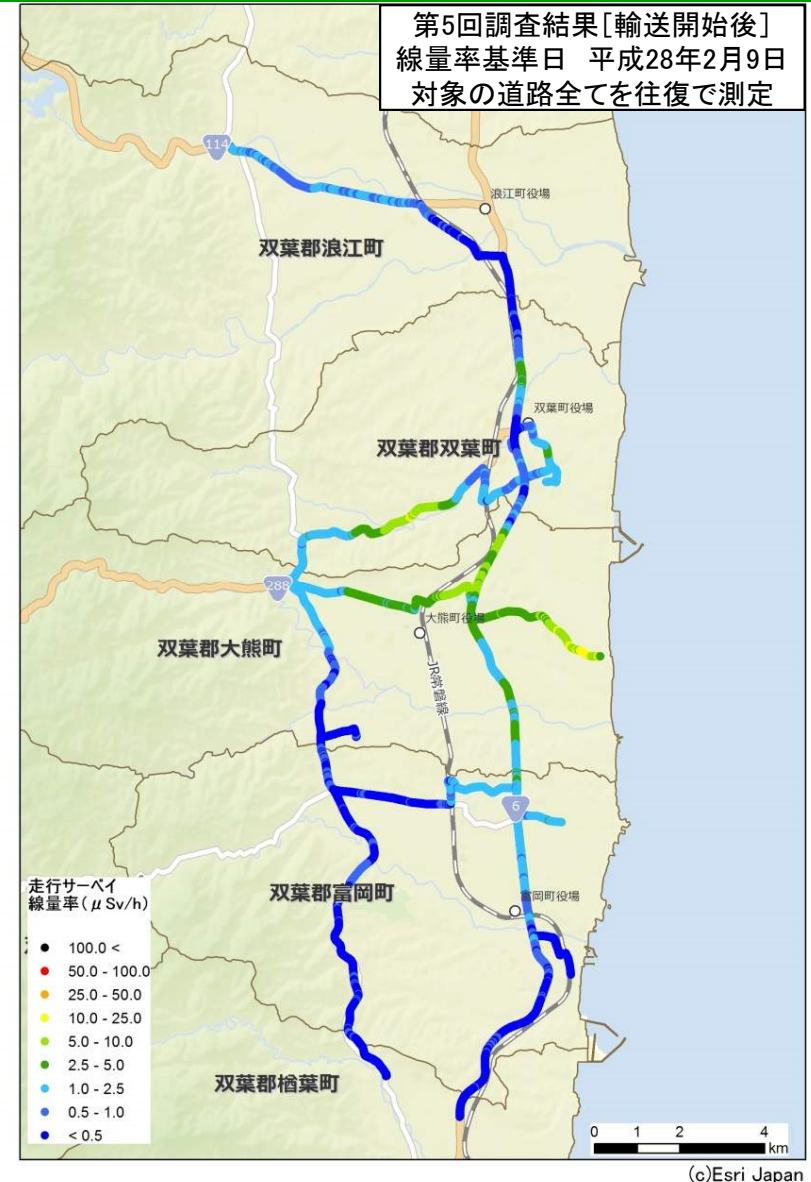 第5回調査結果[輸送開始後]
線量率基準日 平成28年2月9日
対象の道路全てを往復で測定
114
浪江町役場
双葉郡浪江町
双葉町役場
双葉郡双葉町
288
大熊町役場
双葉郡大熊町
JR常磐線
6
双葉郡富岡町
富岡町役場
走行サーベイ
線量率(μSv/h)
100.0 <
50.0 - 100.0
25.0 - 50.0
10.0 - 25.0
5.0 - 10.0
2.5 - 5.0
1.0 - 2.5
0.5 - 1.0
< 0.5
双葉郡楢葉町
0 1 2 4
km
(c)Esri Japan